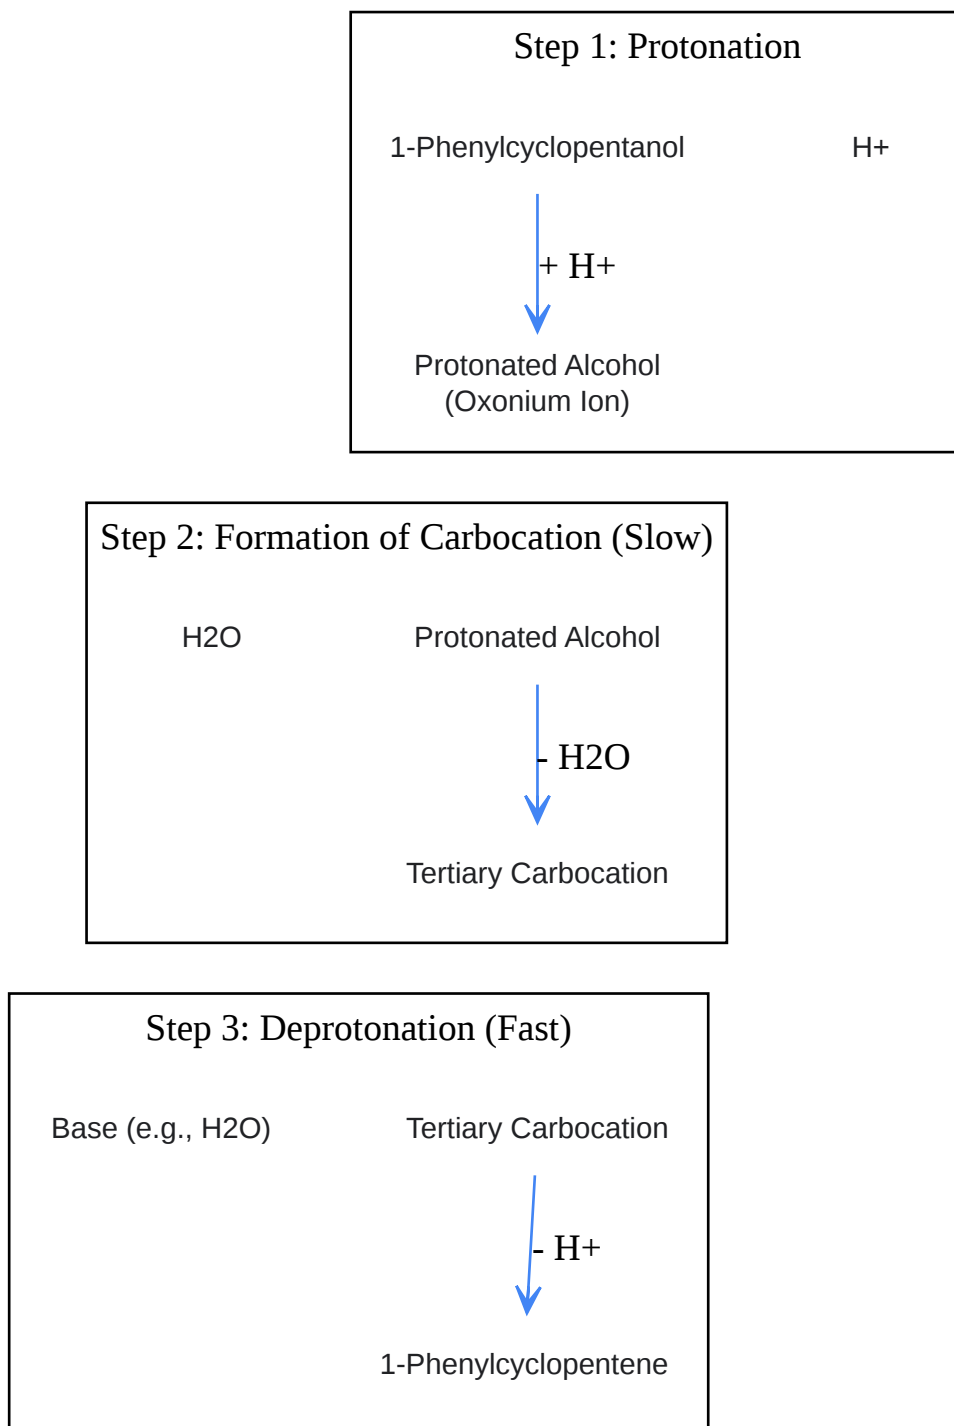 Step 1: Protonation
1-Phenylcyclopentanol
H+
+ H+
Protonated Alcohol
(Oxonium Ion)
Step 2: Formation of Carbocation (Slow)
H2O
Protonated Alcohol
- H2O
Tertiary Carbocation
Step 3: Deprotonation (Fast)
Base (e.g., H2O)
Tertiary Carbocation
- H+
1-Phenylcyclopentene